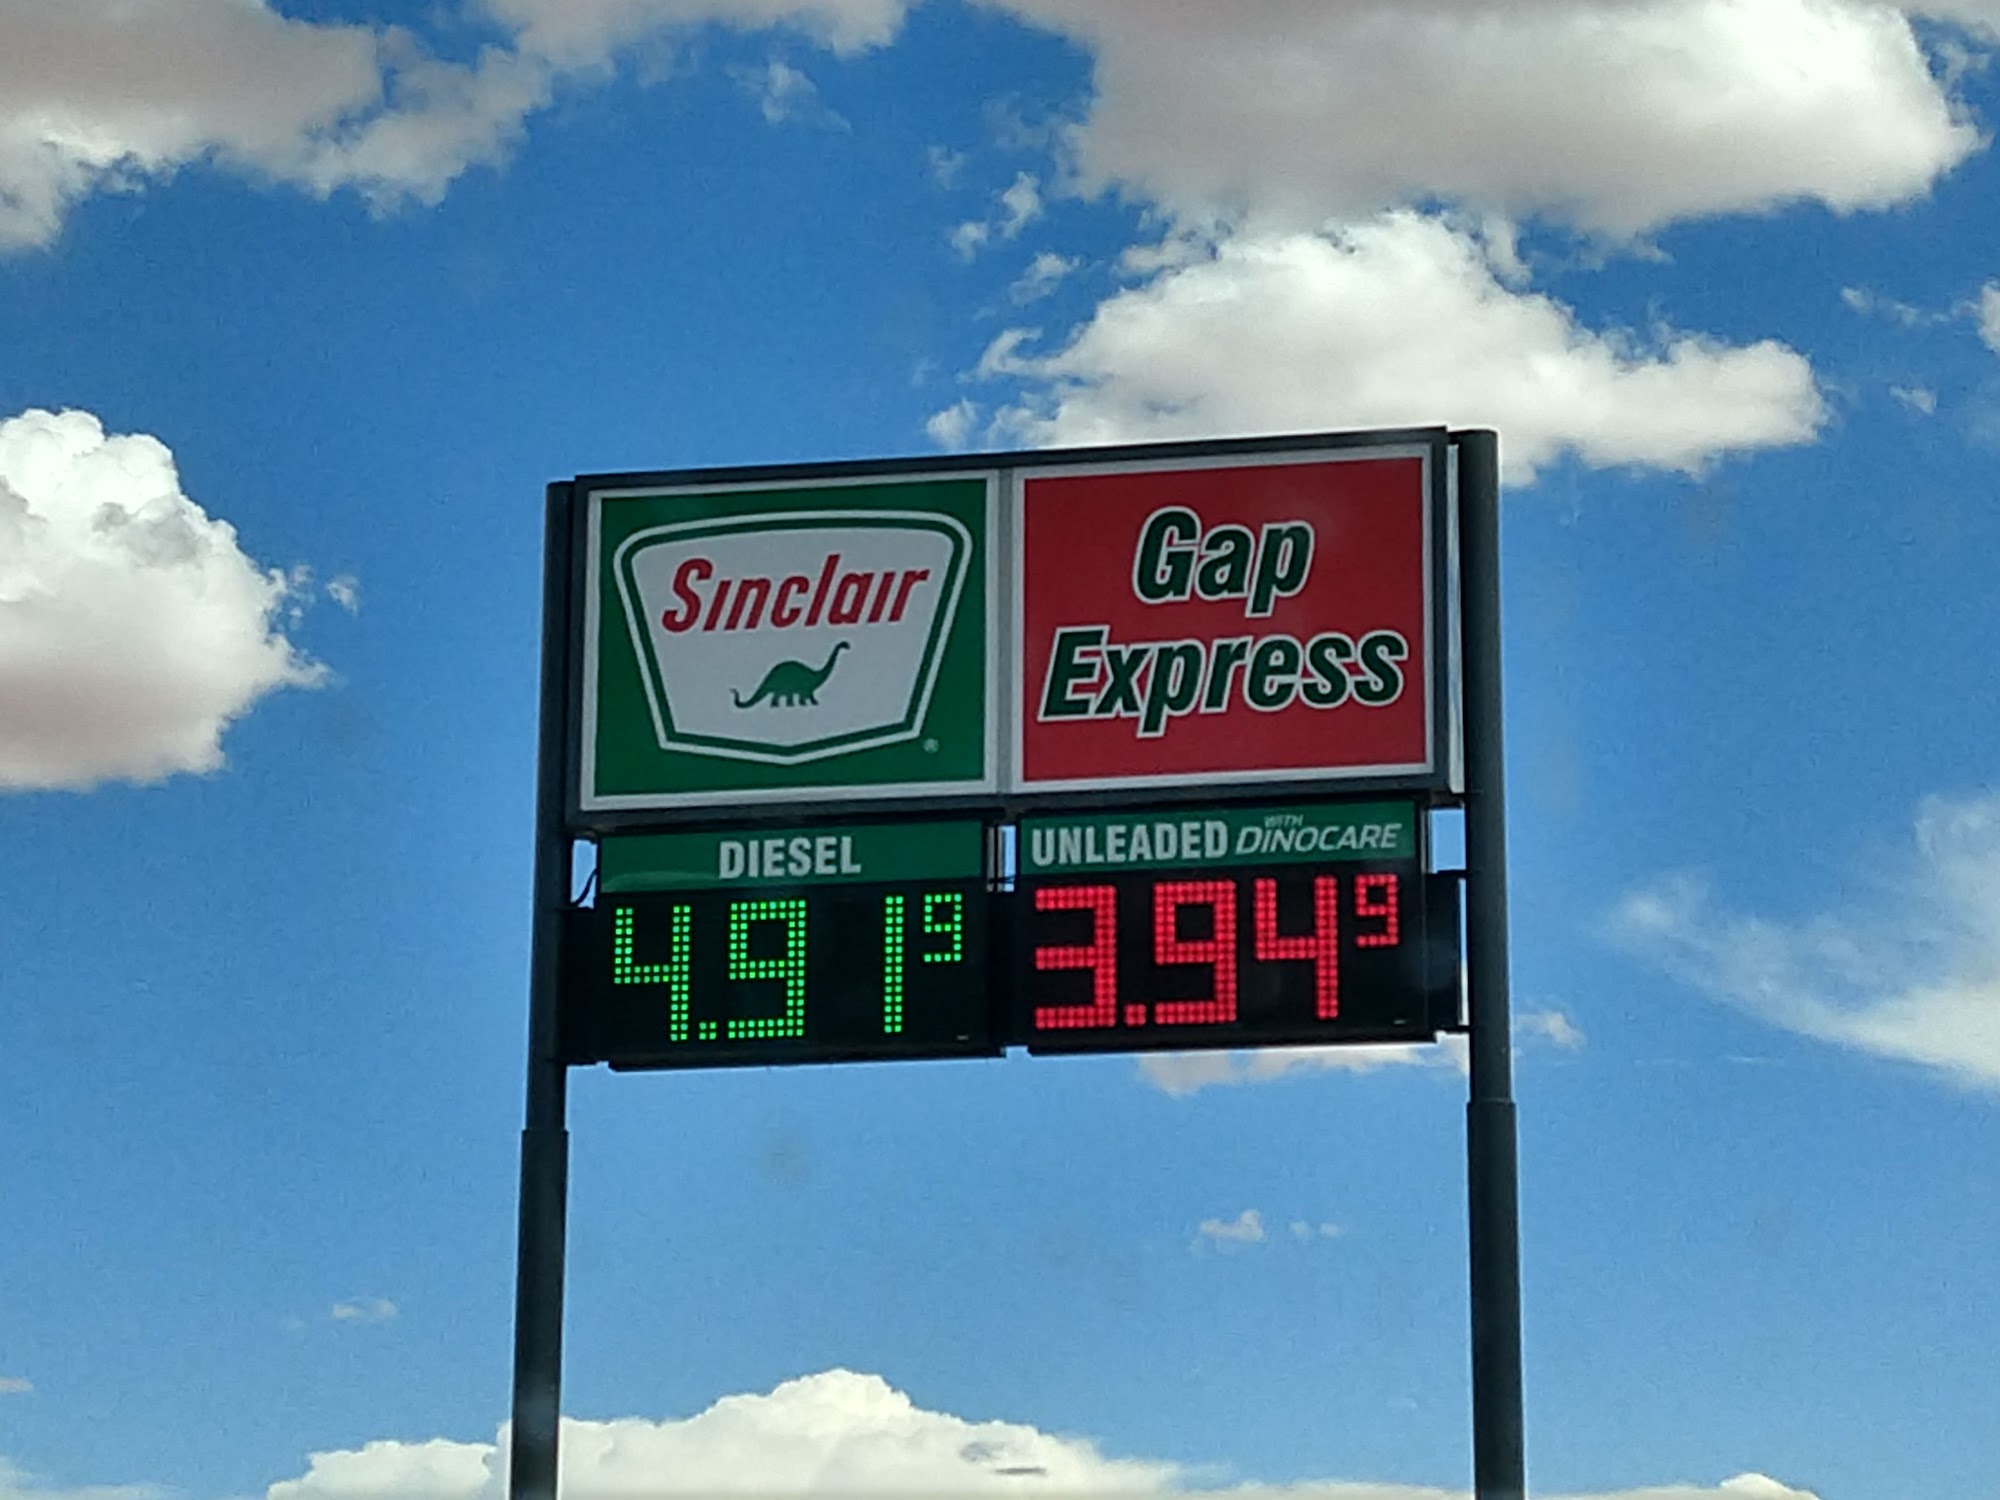 Sinclair
®
Gap
Express
DIESEL
4.91 9
UNLEADED WITH DINOCARE
3.94 9